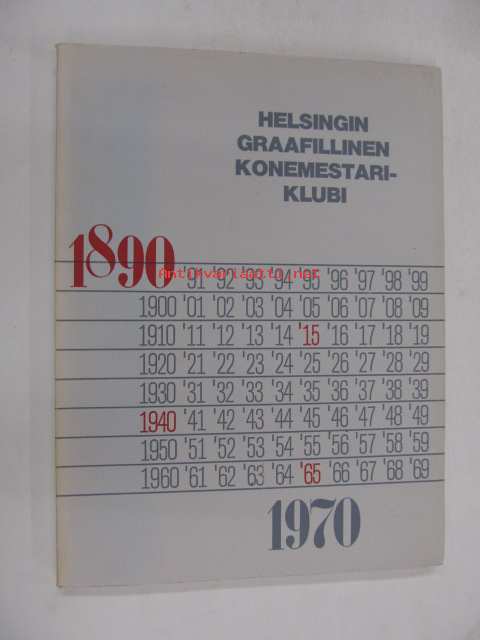 HELSINGIN
GRAAFILLINEN
KONEMESTARI-
KLUBI
1890 '91 '92 '93 '94 '95 '96 '97 '98 '99
Antikvariaatti.net
1900 '01 '02 '03 '04 '05 '06 '07 '08 '09
1910 '11 '12 '13 '14 '15 '16 '17 '18 '19
1920 '21 '22 '23 '24 '25 '26 '27 '28 '29
1930 '31 '32 '33 '34 '35 '36 '37 '38 '39
1940 '41 '42 '43 '44 '45 '46 '47 '48 '49
1950 '51 '52 '53 '54 '55 '56 '57 '58 '59
1960 '61 '62 '63 '64 '65 '66 '67 '68 '69
1970